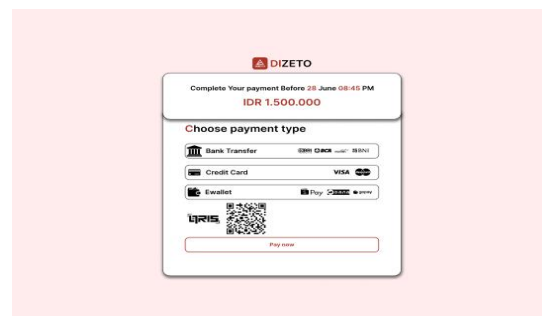 DIZETO
Complete Your payment Before 28 June 08:45 PM
IDR 1.500.000
Choose payment type
Bank Transfer BNI
Credit Card VISA
Ewallet Pay
QRIS
Pay now